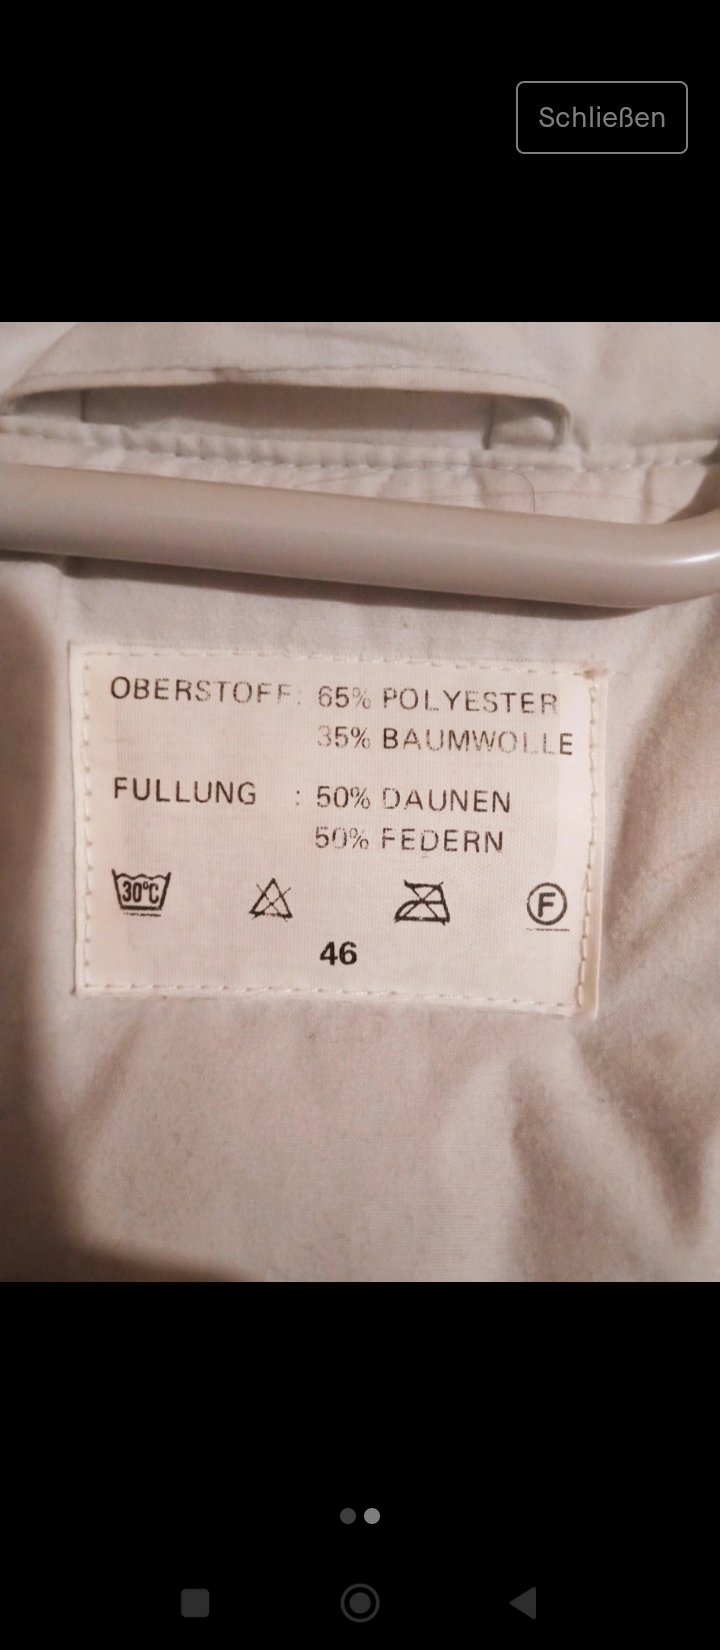 Schließen
OBERSTOFF: 65% POLYESTER
35% BAUMWOLLE
FULLUNG : 50% DAUNEN
50% FEDERN
30°C
F
46